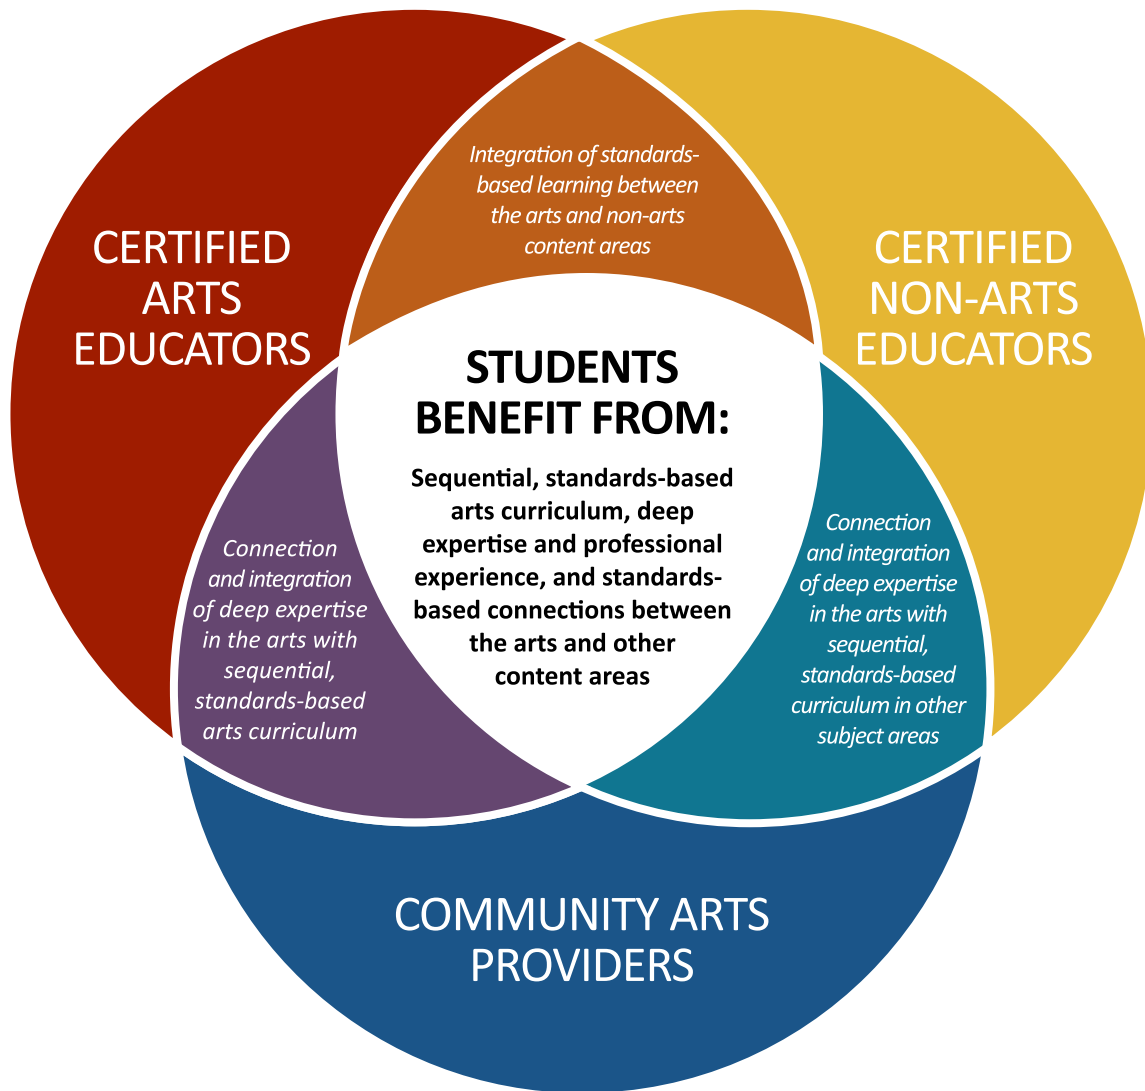 Integration of standards-
based learning between
the arts and non-arts
content areas
CERTIFIED
ARTS
EDUCATORS
CERTIFIED
NON-ARTS
EDUCATORS
STUDENTS
BENEFIT FROM:
Sequential, standards-based
arts curriculum, deep
expertise and professional
experience, and standards-
based connections between
the arts and other
content areas
Connection
and integration
of deep expertise
in the arts with
sequential,
standards-based
arts curriculum
Connection
and integration
of deep expertise
in the arts with
sequential,
standards-based
curriculum in other
subject areas
COMMUNITY ARTS
PROVIDERS